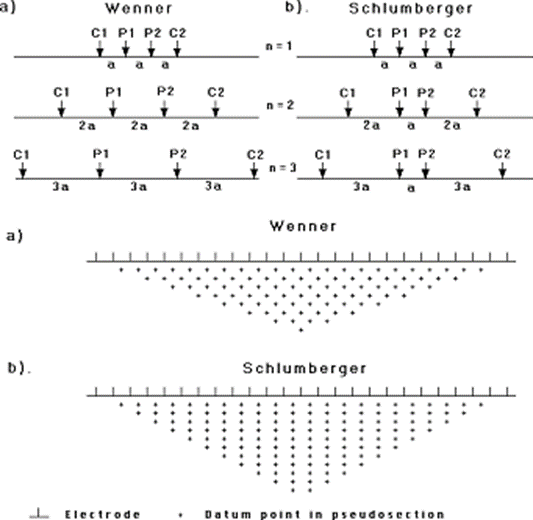 a) Wenner b). Schlumberger
C1 P1 P2 C2 C1 P1 P2 C2
n = 1
a a a a a a
C1 P1 P2 C2 C1 P1 P2 C2
n = 2
2a 2a 2a 2a a 2a
C1 P1 P2 C2 C1 P1 P2 C2
n = 3
3a 3a 3a 3a a 3a
Wenner
a)
b). Schlumberger
Electrode Datum point in pseudosection